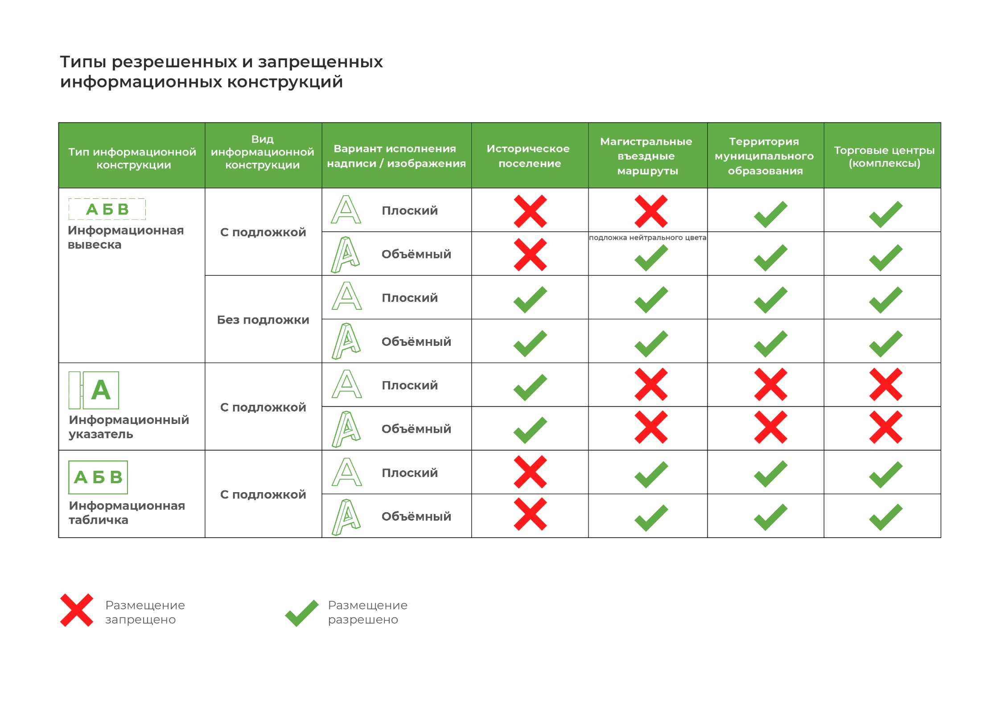 Типы резрешенных и запрещенных
информационных конструкций
Тип информационной
конструкции
Вид
информационной
конструкции
Вариант исполнения
надписи / изображения
Историческое
поселение
Магистральные
въездные
маршруты
Территория
муниципального
образования
Торговые центры
(комплексы)
А Б В
Информационная
вывеска
С подложкой
А
Плоский
подложка нейтрального цвета
А
Объёмный
Без подложки
А
Плоский
А
Объёмный
А
Информационный
указатель
С подложкой
А
Плоский
А
Объёмный
А Б В
Информационная
табличка
С подложкой
А
Плоский
А
Объёмный
Размещение
запрещено
Размещение
разрешено